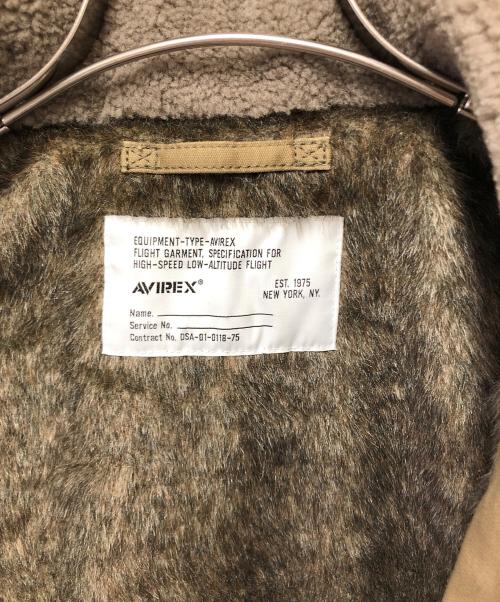 EQUIPMENT-TYPE-AVIREX
FLIGHT GARMENT, SPECIFICATION FOR
HIGH-SPEED LOW-ALTITUDE FLIGHT
AVIREX®
EST. 1975
NEW YORK, NY.
Name.
Service No.
Contract No. DSA-01-0118-75